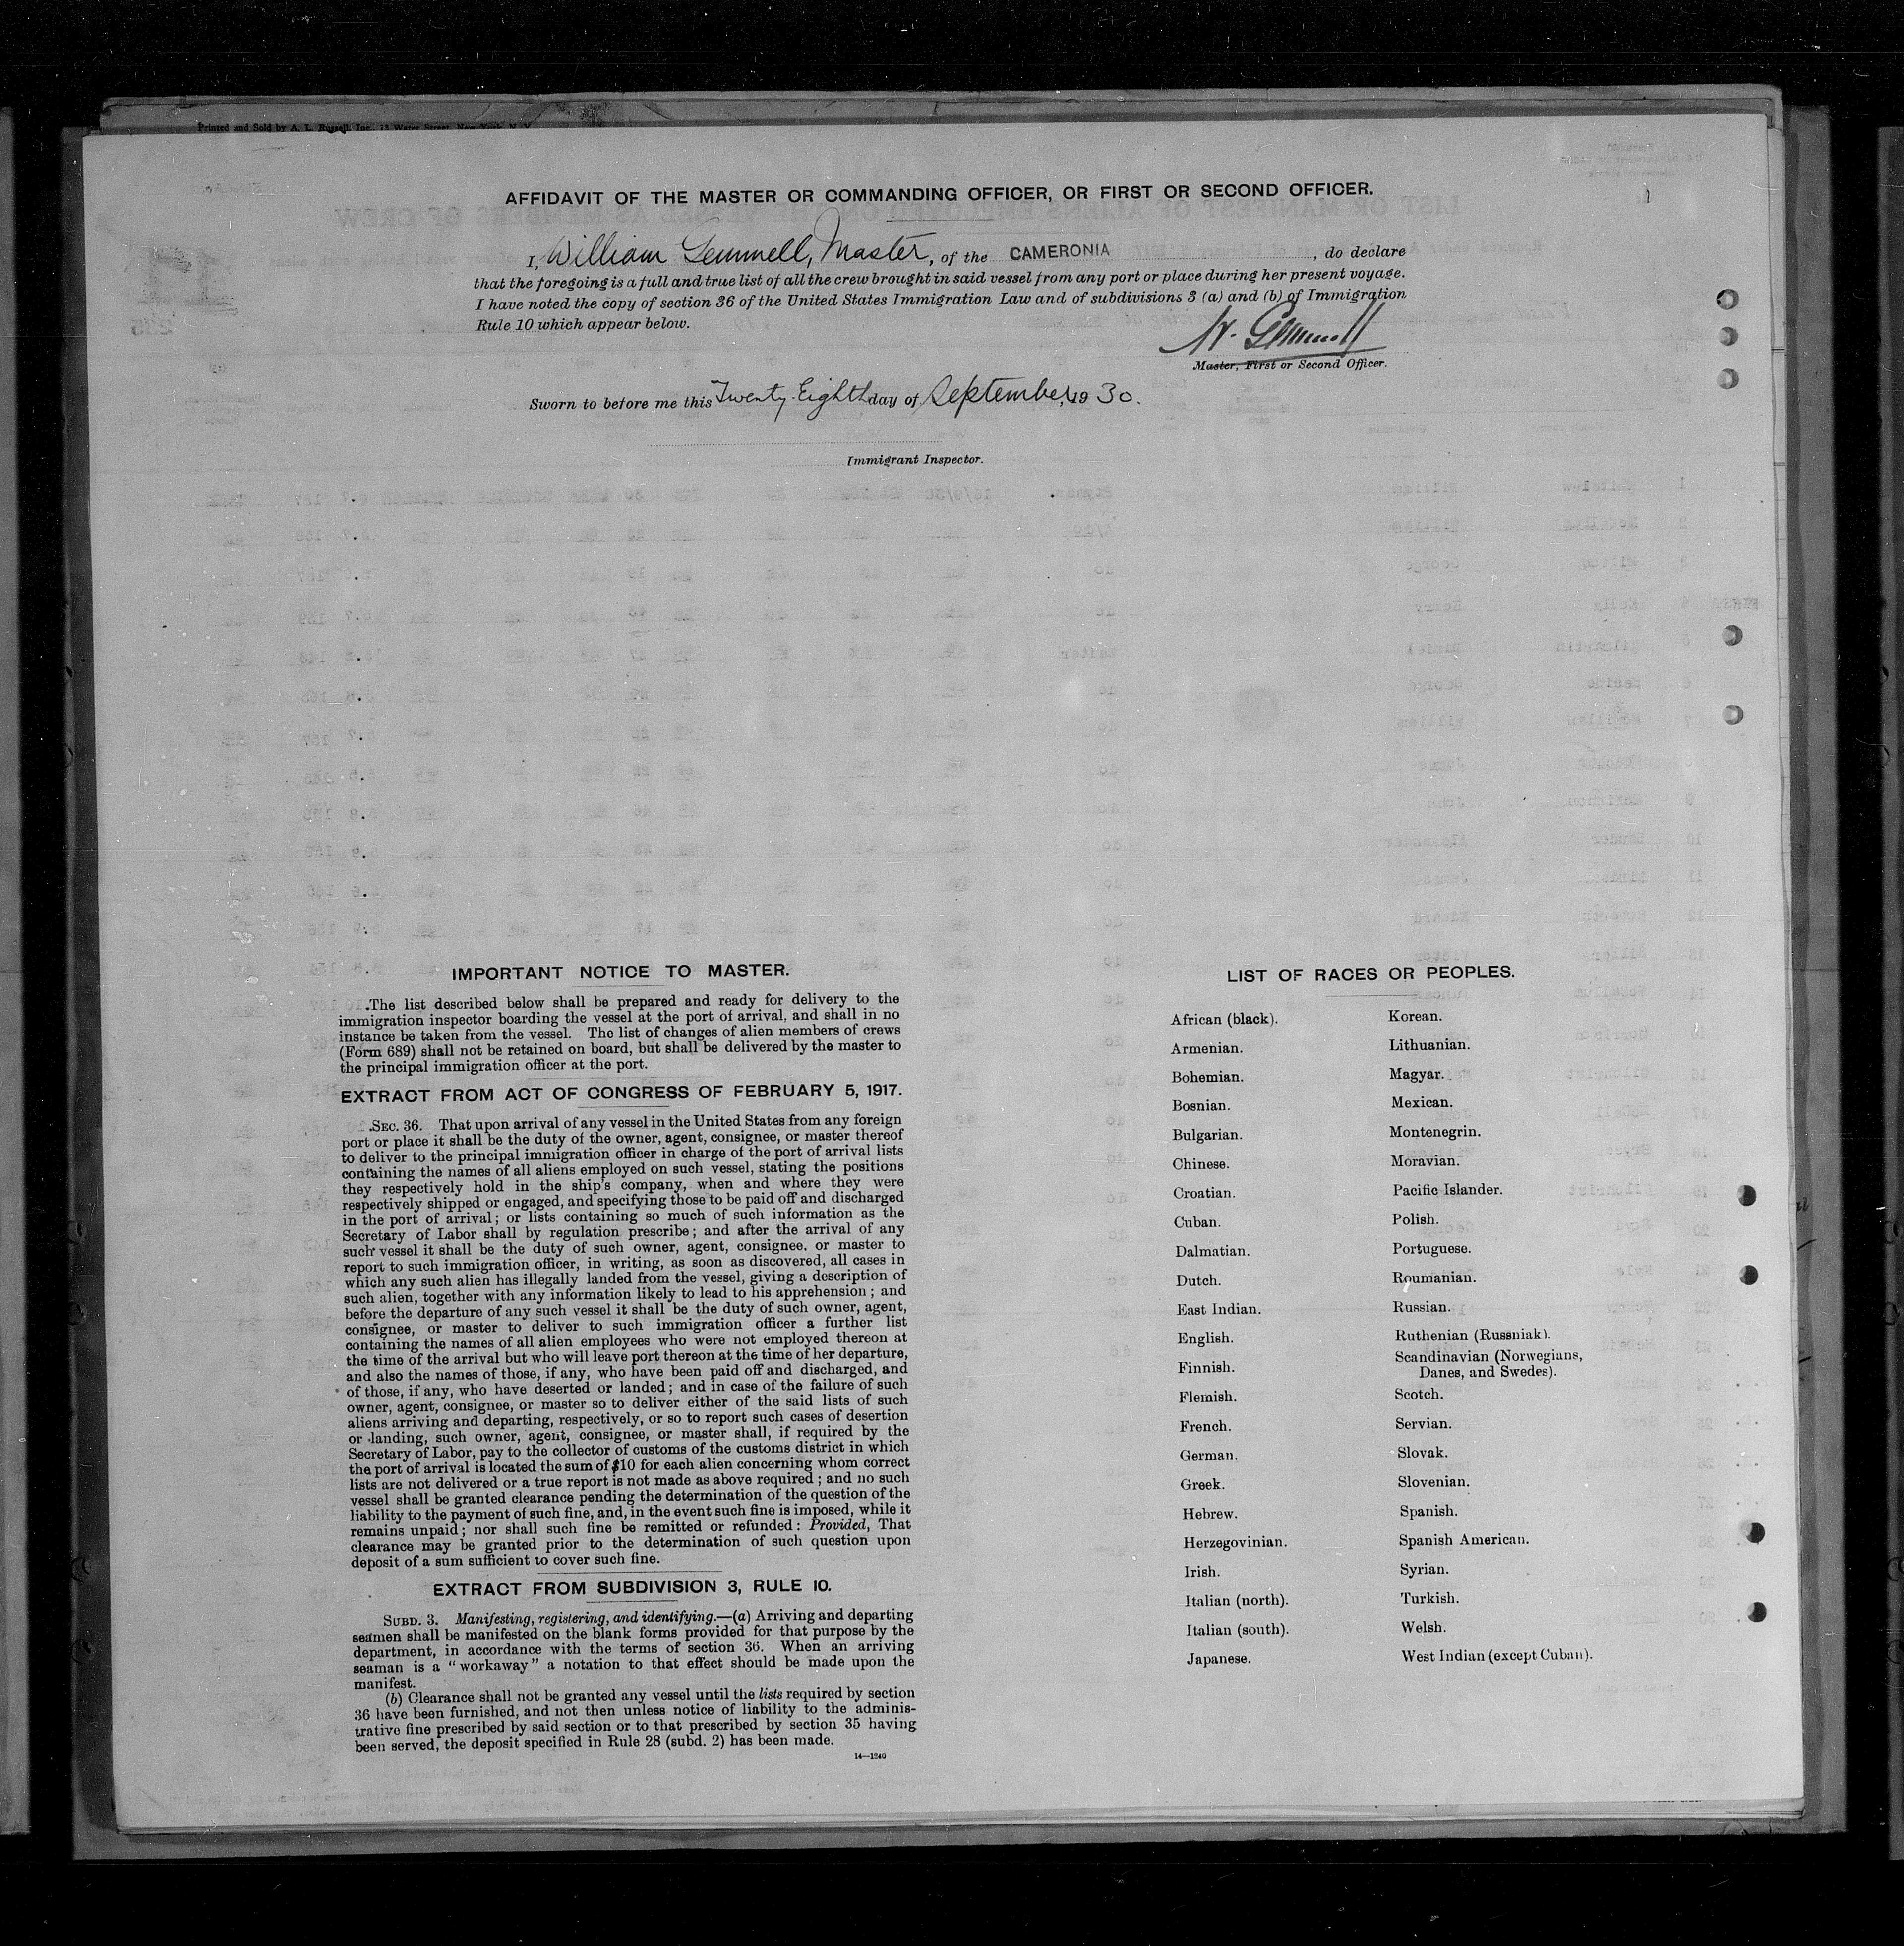 Printed and Sold by A. L. Russell, Inc., 12 Water Street, New York, N. Y.
AFFIDAVIT OF THE MASTER OR COMMANDING OFFICER, OR FIRST OR SECOND OFFICER.
I, William Gemmell, Master, of the CAMERONIA, do declare
that the foregoing is a full and true list of all the crew brought in said vessel from any port or place during her present voyage.
I have noted the copy of section 36 of the United States Immigration Law and of subdivisions 3 (a) and (b) of Immigration
Rule 10 which appear below.
W. Gemmell
Master, First or Second Officer.
Sworn to before me this Twenty-Eighth day of September, 1930.
Immigrant Inspector.
IMPORTANT NOTICE TO MASTER.
The list described below shall be prepared and ready for delivery to the
immigration inspector boarding the vessel at the port of arrival, and shall in no
instance be taken from the vessel. The list of changes of alien members of crews
(Form 689) shall not be retained on board, but shall be delivered by the master to
the principal immigration officer at the port.
EXTRACT FROM ACT OF CONGRESS OF FEBRUARY 5, 1917.
SEC. 36. That upon arrival of any vessel in the United States from any foreign
port or place it shall be the duty of the owner, agent, consignee, or master thereof
to deliver to the principal immigration officer in charge of the port of arrival lists
containing the names of all aliens employed on such vessel, stating the positions
they respectively hold in the ship's company, when and where they were
respectively shipped or engaged, and specifying those to be paid off and discharged
in the port of arrival; or lists containing so much of such information as the
Secretary of Labor shall by regulation prescribe; and after the arrival of any
such vessel it shall be the duty of such owner, agent, consignee. or master to
report to such immigration officer, in writing, as soon as discovered, all cases in
which any such alien has illegally landed from the vessel, giving a description of
such alien, together with any information likely to lead to his apprehension; and
before the departure of any such vessel it shall be the duty of such owner, agent,
consignee, or master to deliver to such immigration officer a further list
containing the names of all alien employees who were not employed thereon at
the time of the arrival but who will leave port thereon at the time of her departure,
and also the names of those, if any, who have been paid off and discharged, and
of those, if any, who have deserted or landed; and in case of the failure of such
owner, agent, consignee, or master so to deliver either of the said lists of such
aliens arriving and departing, respectively, or so to report such cases of desertion
or landing, such owner, agent, consignee, or master shall, if required by the
Secretary of Labor, pay to the collector of customs of the customs district in which
the port of arrival is located the sum of $10 for each alien concerning whom correct
lists are not delivered or a true report is not made as above required; and no such
vessel shall be granted clearance pending the determination of the question of the
liability to the payment of such fine, and, in the event such fine is imposed, while it
remains unpaid; nor shall such fine be remitted or refunded: Provided, That
clearance may be granted prior to the determination of such question upon
deposit of a sum sufficient to cover such fine.
EXTRACT FROM SUBDIVISION 3, RULE 10.
SUBD. 3. Manifesting, registering, and identifying.—(a) Arriving and departing
seamen shall be manifested on the blank forms provided for that purpose by the
department, in accordance with the terms of section 36. When an arriving
seaman is a "workaway" a notation to that effect should be made upon the
manifest.
(b) Clearance shall not be granted any vessel until the lists required by section
36 have been furnished, and not then unless notice of liability to the adminis-
trative fine prescribed by said section or to that prescribed by section 35 having
been served, the deposit specified in Rule 28 (subd. 2) has been made.
14—1240
LIST OF RACES OR PEOPLES.
African (black).
Armenian.
Bohemian.
Bosnian.
Bulgarian.
Chinese.
Croatian.
Cuban.
Dalmatian.
Dutch.
East Indian.
English.
Finnish.
Flemish.
French.
German.
Greek.
Hebrew.
Herzegovinian.
Irish.
Italian (north).
Italian (south).
Japanese.
Korean.
Lithuanian.
Magyar.
Mexican.
Montenegrin.
Moravian.
Pacific Islander.
Polish.
Portuguese.
Roumanian.
Russian.
Ruthenian (Russniak).
Scandinavian (Norwegians,
Danes, and Swedes).
Scotch.
Servian.
Slovak.
Slovenian.
Spanish.
Spanish American.
Syrian.
Turkish.
Welsh.
West Indian (except Cuban).